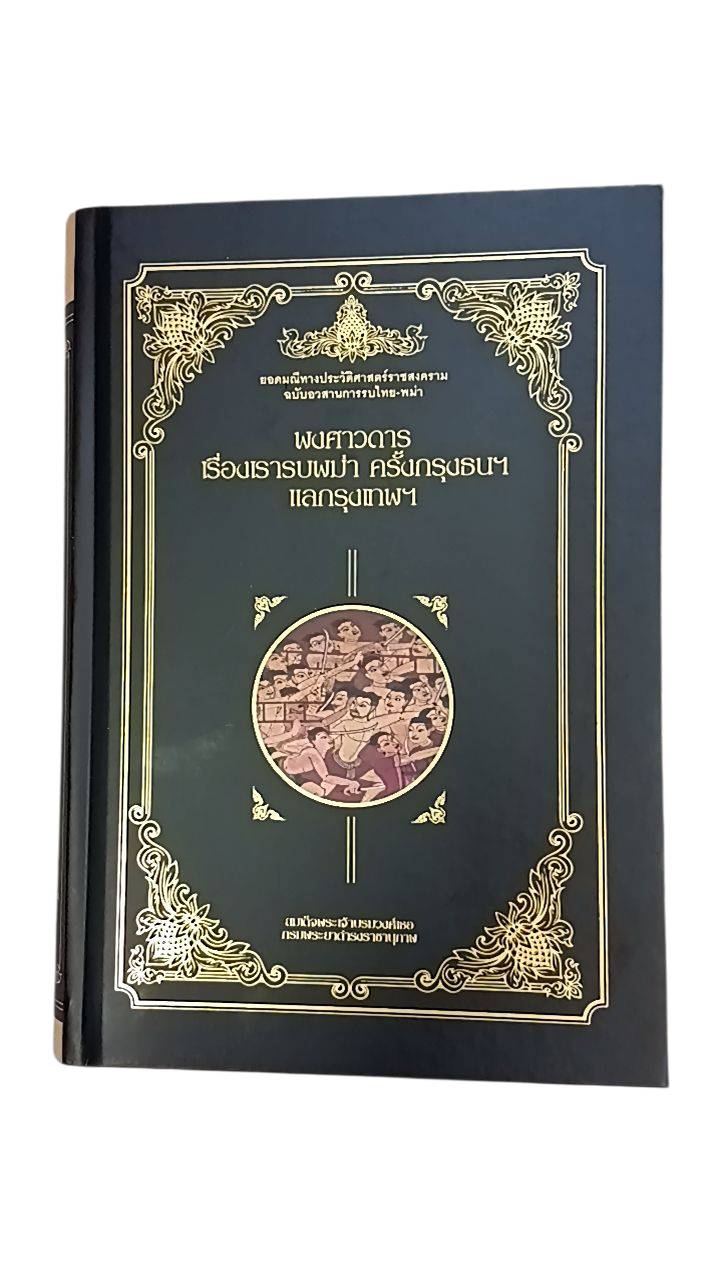 ยอดมณีทางประวัติศาสตร์ราชสงคราม
ฉบับอวสานการรบไทย-พม่า
พงศาวดาร
เรื่องเรารบพม่า ครั้งกรุงธนฯ
แลกรุงเทพฯ
สมเด็จพระเจ้าบรมวงศ์เธอ
กรมพระยาดำรงราชานุภาพ